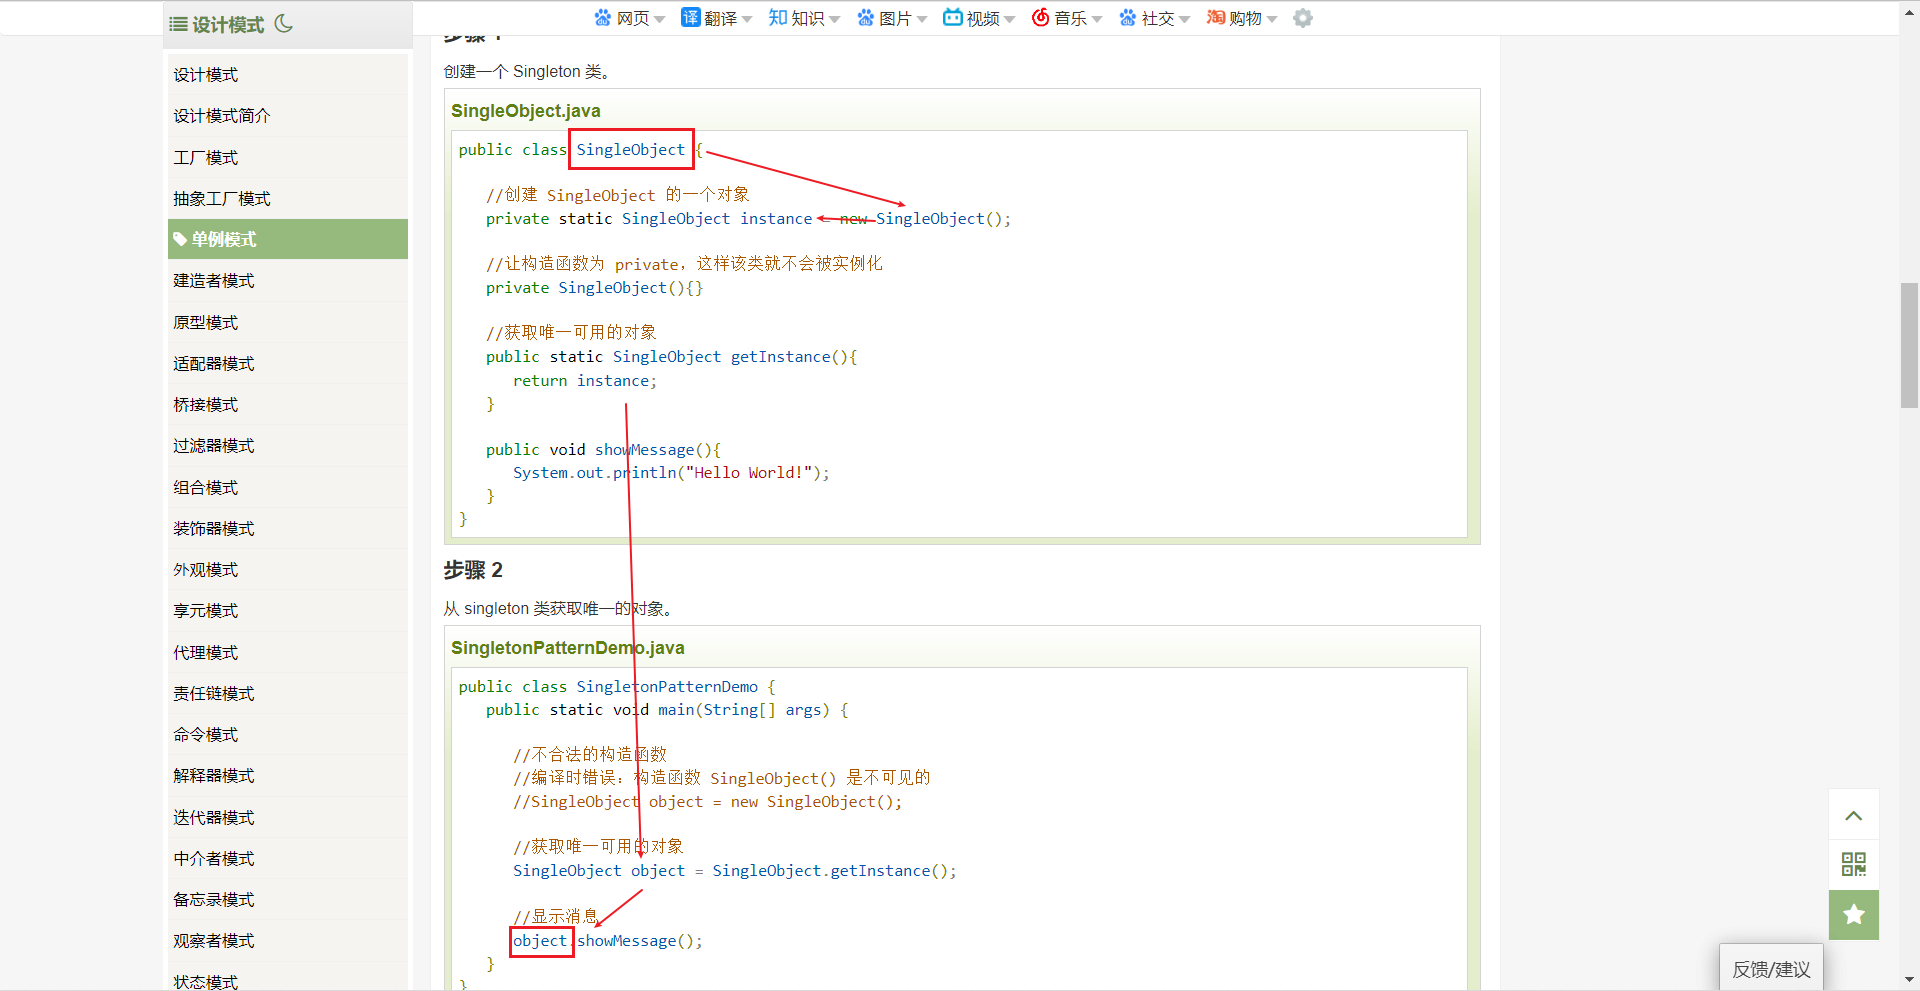 设计模式
网页 翻译 知识 图片 视频 音乐 社交 购物
设计模式
设计模式简介
工厂模式
抽象工厂模式
单例模式
建造者模式
原型模式
适配器模式
桥接模式
过滤器模式
组合模式
装饰器模式
外观模式
享元模式
代理模式
责任链模式
命令模式
解释器模式
迭代器模式
中介者模式
备忘录模式
观察者模式
状态模式
步骤 1
创建一个 Singleton 类。
SingleObject.java
public class SingleObject {
//创建 SingleObject 的一个对象
private static SingleObject instance = new SingleObject();
//让构造函数为 private，这样该类就不会被实例化
private SingleObject(){}
//获取唯一可用的对象
public static SingleObject getInstance(){
return instance;
}
public void showMessage(){
System.out.println("Hello World!");
}
}
步骤 2
从 singleton 类获取唯一的对象。
SingletonPatternDemo.java
public class SingletonPatternDemo {
public static void main(String[] args) {
//不合法的构造函数
//编译时错误：构造函数 SingleObject() 是不可见的
//SingleObject object = new SingleObject();
//获取唯一可用的对象
SingleObject object = SingleObject.getInstance();
//显示消息
object.showMessage();
}
}
反馈/建议